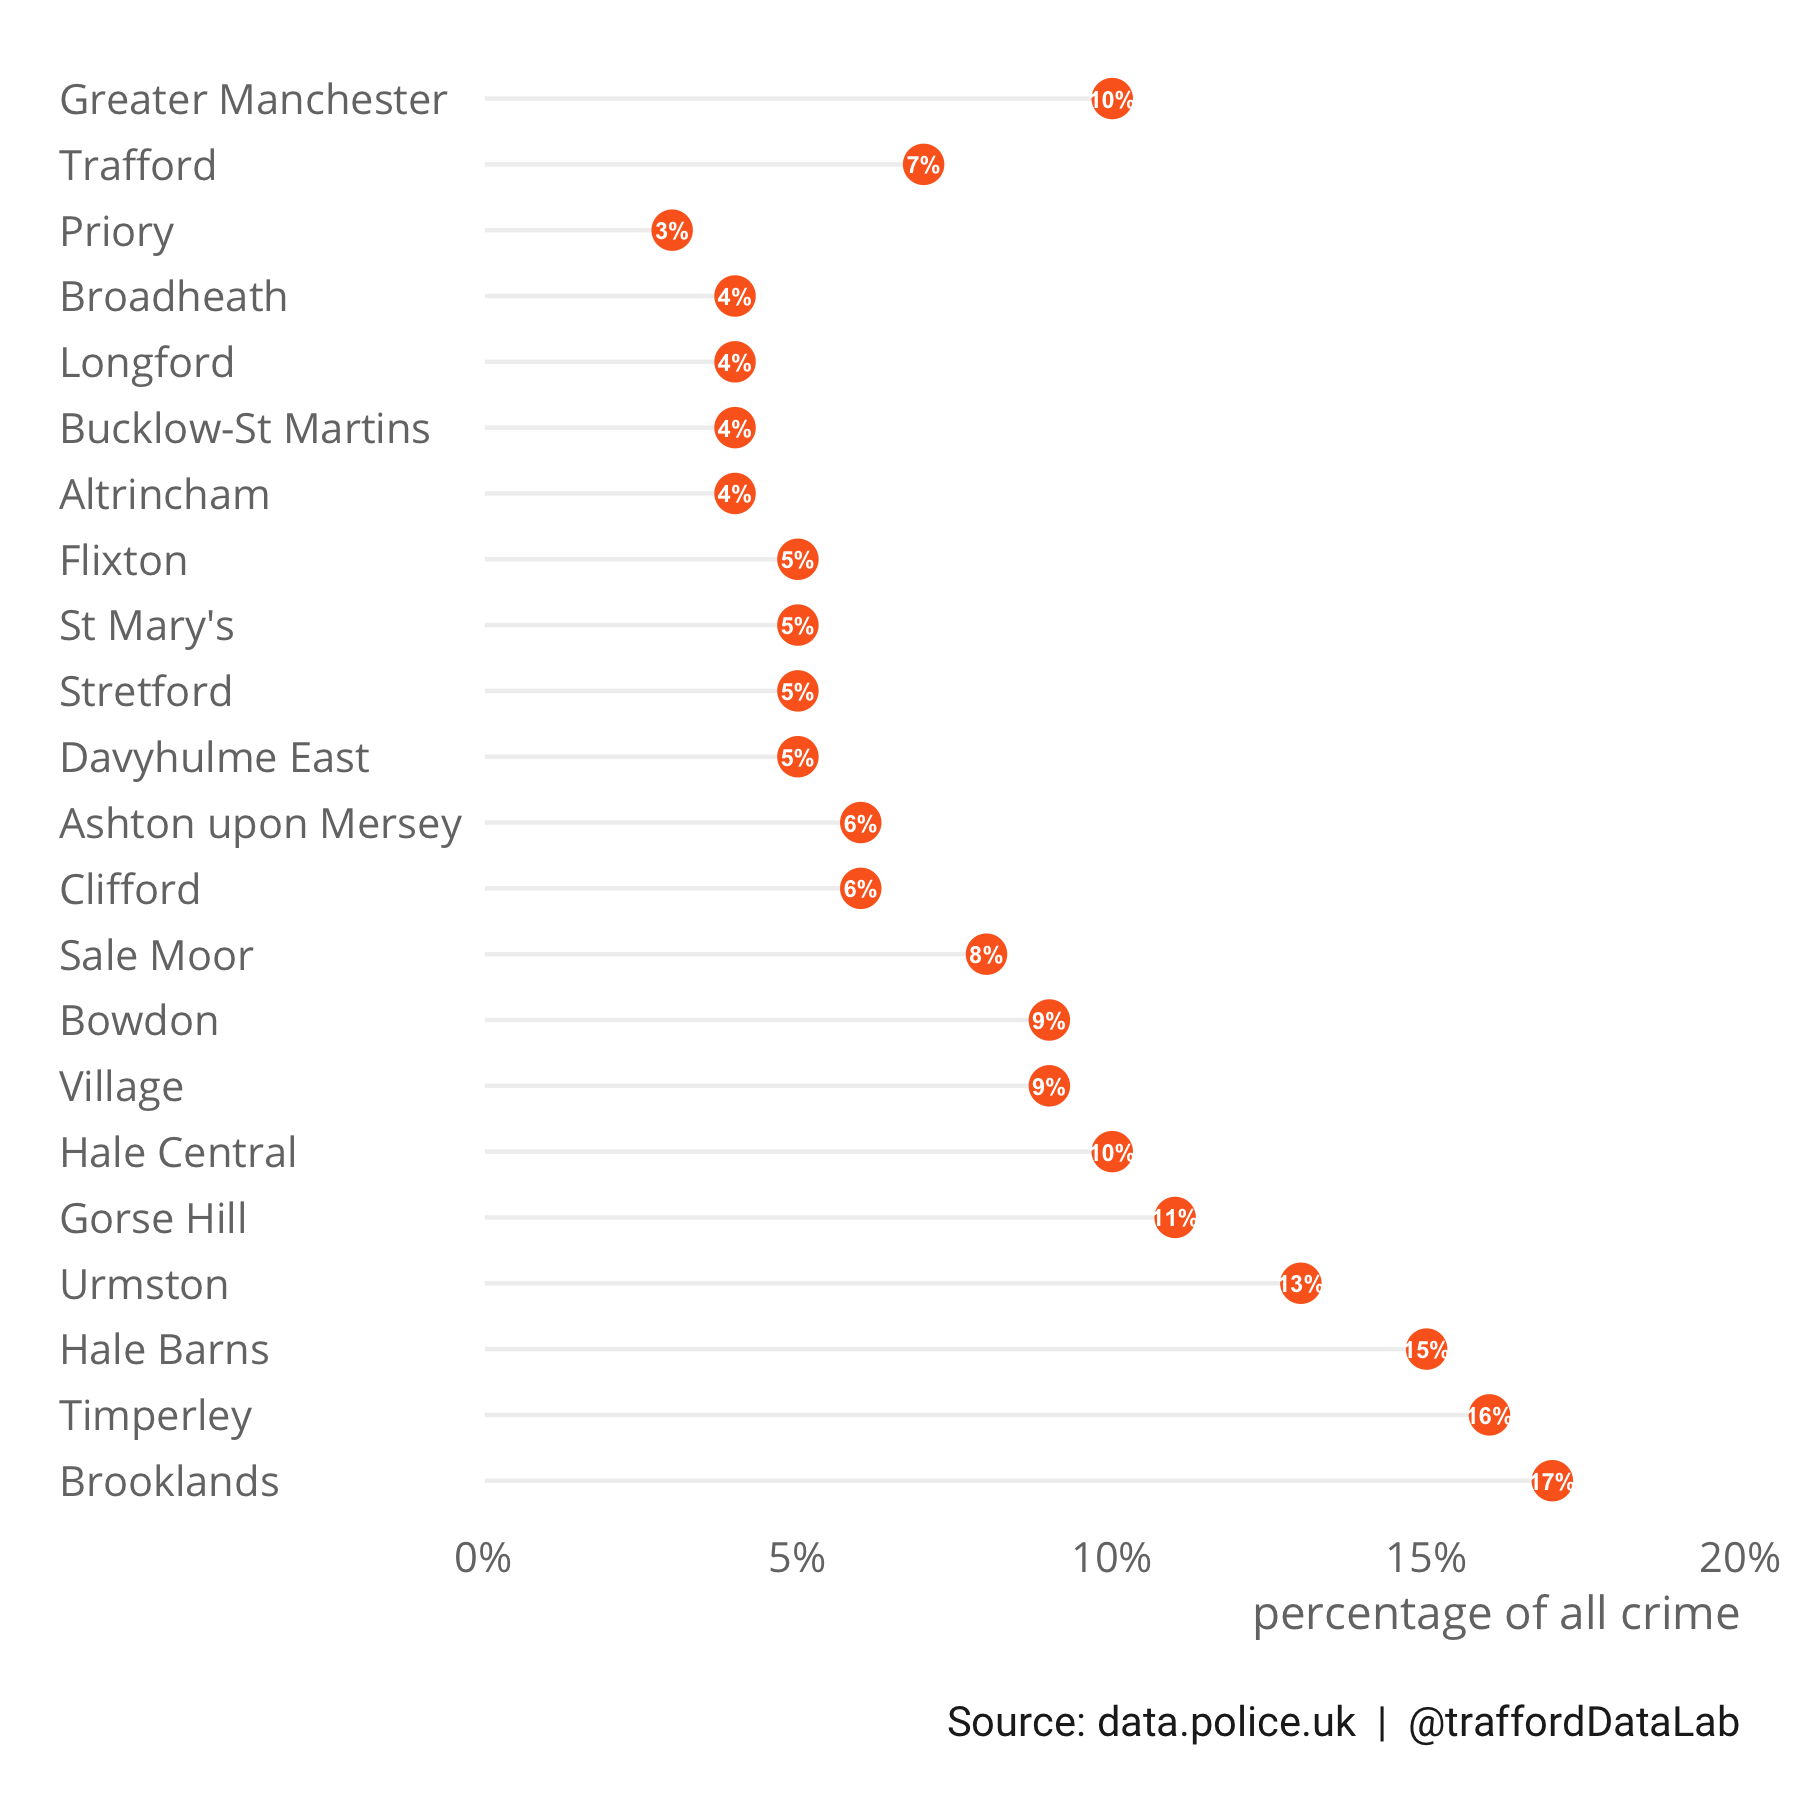 Greater Manchester 10%
Trafford 7%
Priory 3%
Broadheath 4%
Longford 4%
Bucklow-St Martins 4%
Altrincham 4%
Flixton 5%
St Mary's 5%
Stretford 5%
Davyhulme East 5%
Ashton upon Mersey 6%
Clifford 6%
Sale Moor 8%
Bowdon 9%
Village 9%
Hale Central 10%
Gorse Hill 11%
Urmston 13%
Hale Barns 15%
Timperley 16%
Brooklands 17%
0% 5% 10% 15% 20%
percentage of all crime
Source: data.police.uk | @traffordDataLab